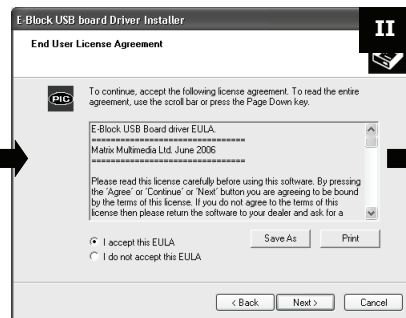 E-Block USB board Driver Installer
II
End User License Agreement
PIC
To continue, accept the following license agreement. To read the entire
agreement, use the scroll bar or press the Page Down key.
E-Block USB Board driver EULA.
================================
Matrix Multimedia Ltd. June 2006
================================
Please read this license carefully before using this software. By pressing
the 'Agree' or 'Continue' or 'Next' button you are agreeing to be bound
by the terms of this license. If you do not agree to the terms of this
license then please return the software to your dealer and ask for a
I accept this EULA
I do not accept this EULA
Save As
Print
< Back
Next >
Cancel